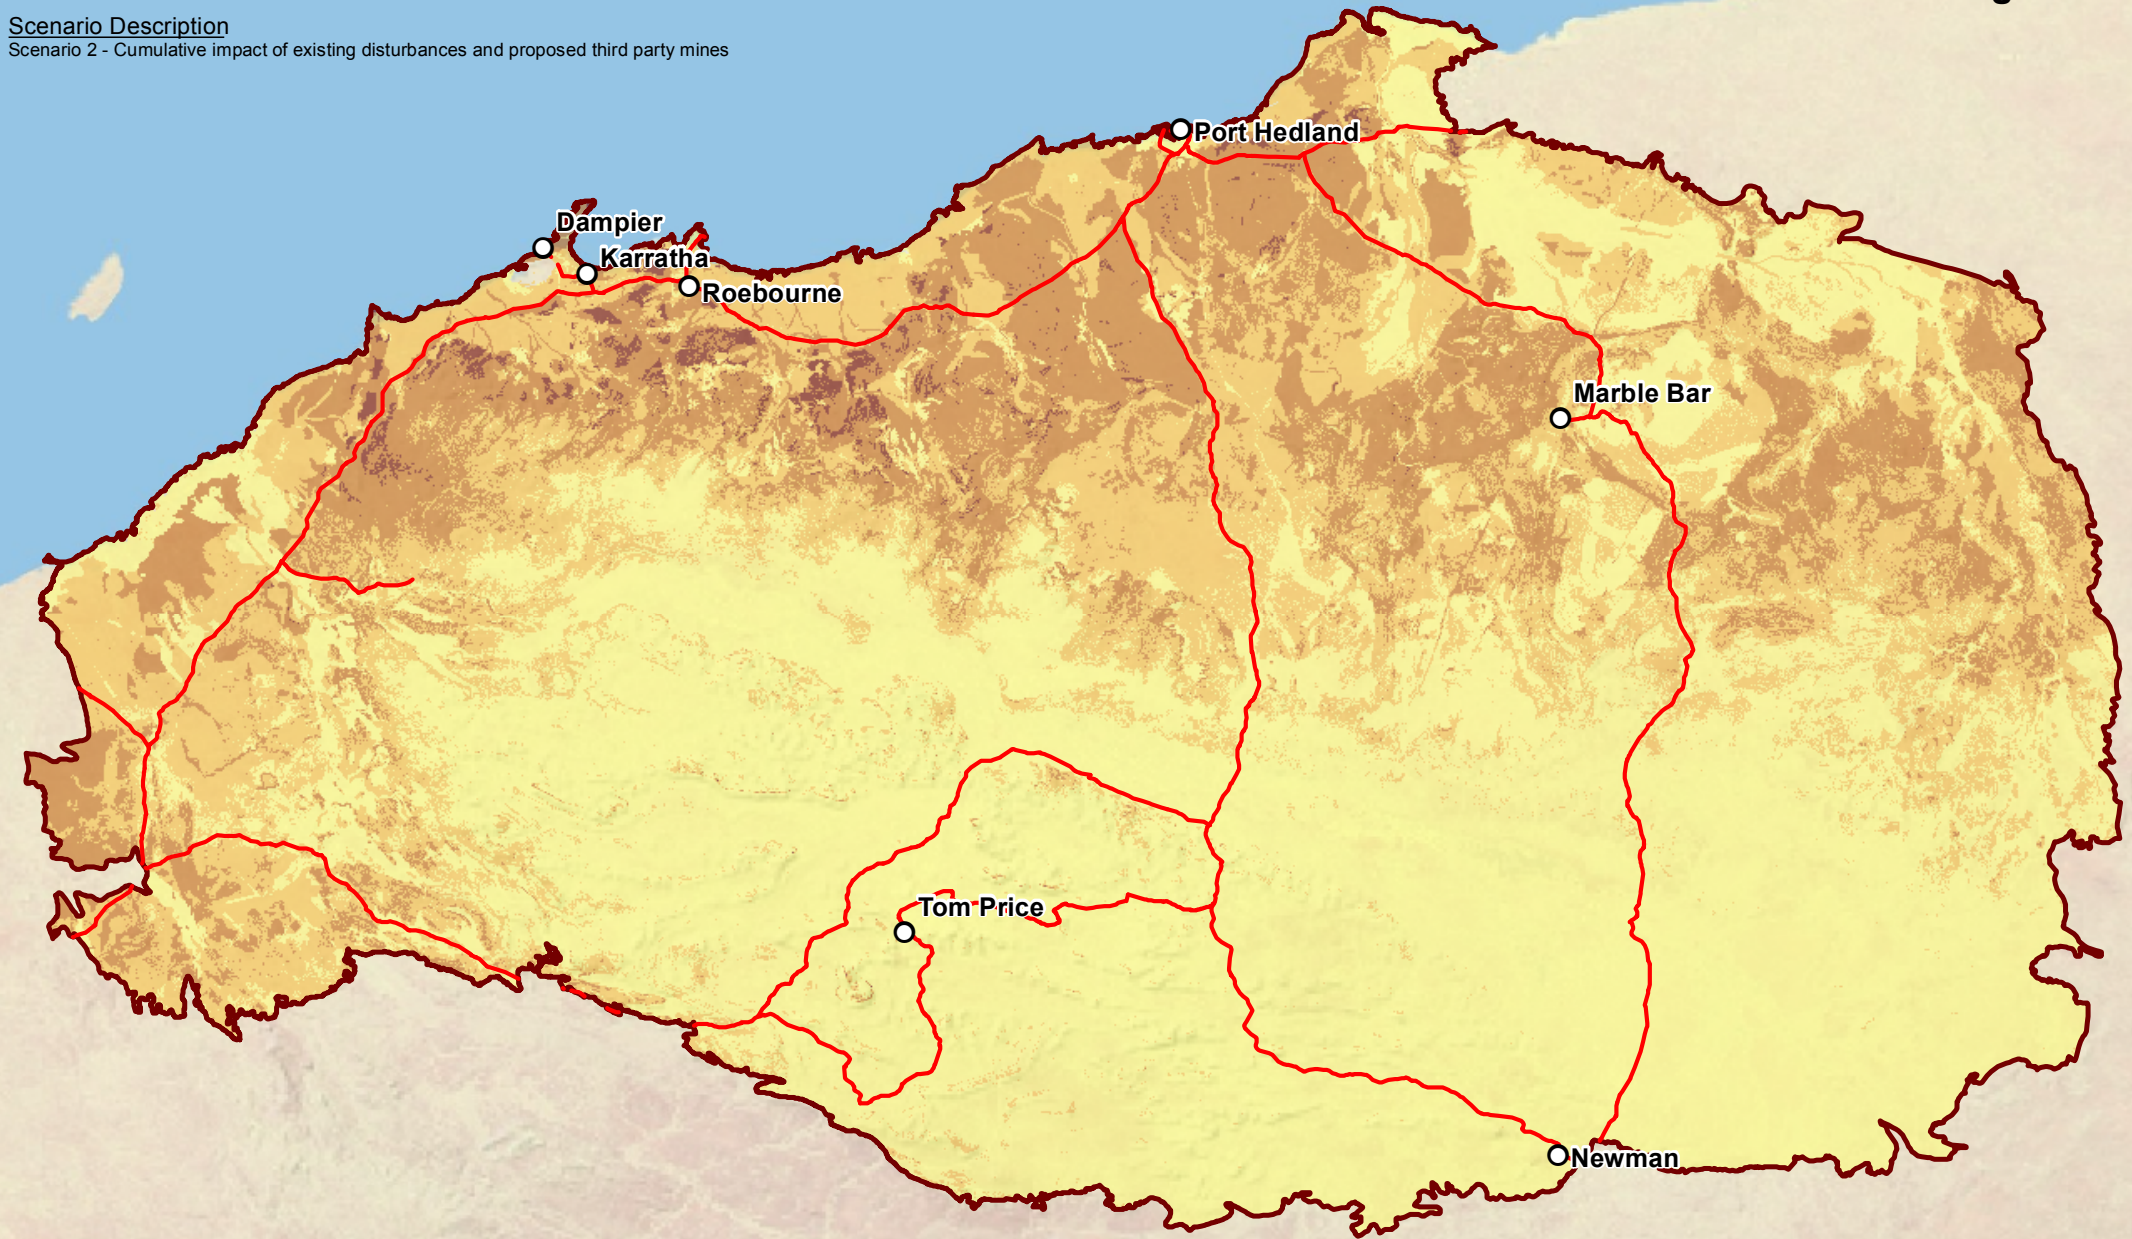 Scenario Description
Scenario 2 - Cumulative impact of existing disturbances and proposed third party mines
Port Hedland
Dampier
Karratha
Roebourne
Marble Bar
Tom Price
Newman